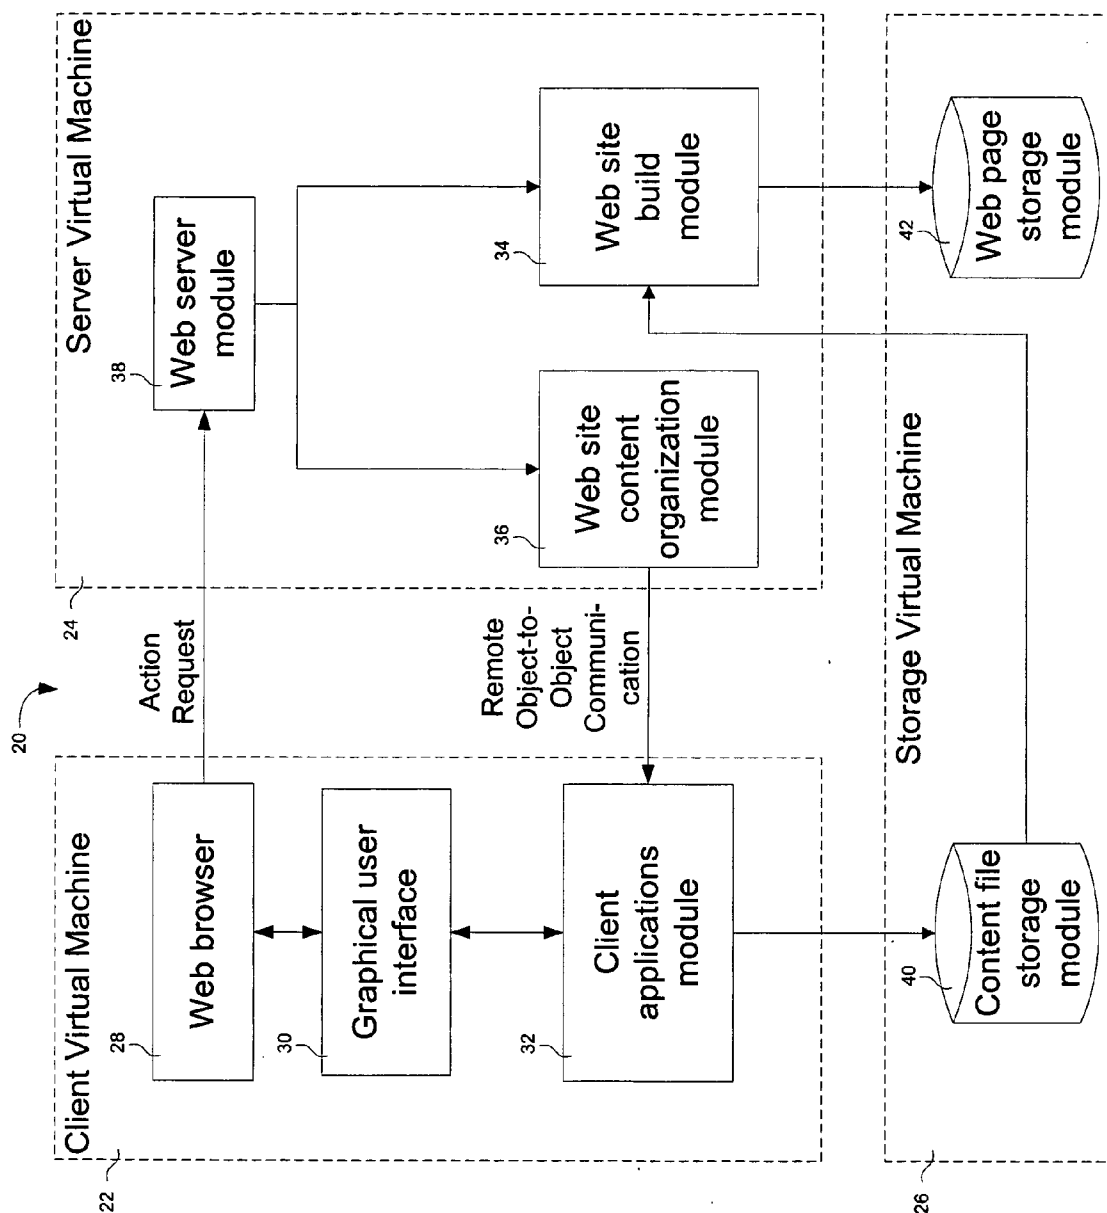 20
22
Client Virtual Machine
28
Web browser
30
Graphical user
interface
32
Client
applications
module
Action
Request
Remote
Object-to-
Object
Communi-
cation
24
Server Virtual Machine
38
Web server
module
36
Web site
content
organization
module
34
Web site
build
module
26
Storage Virtual Machine
40
Content file
storage
module
42
Web page
storage
module